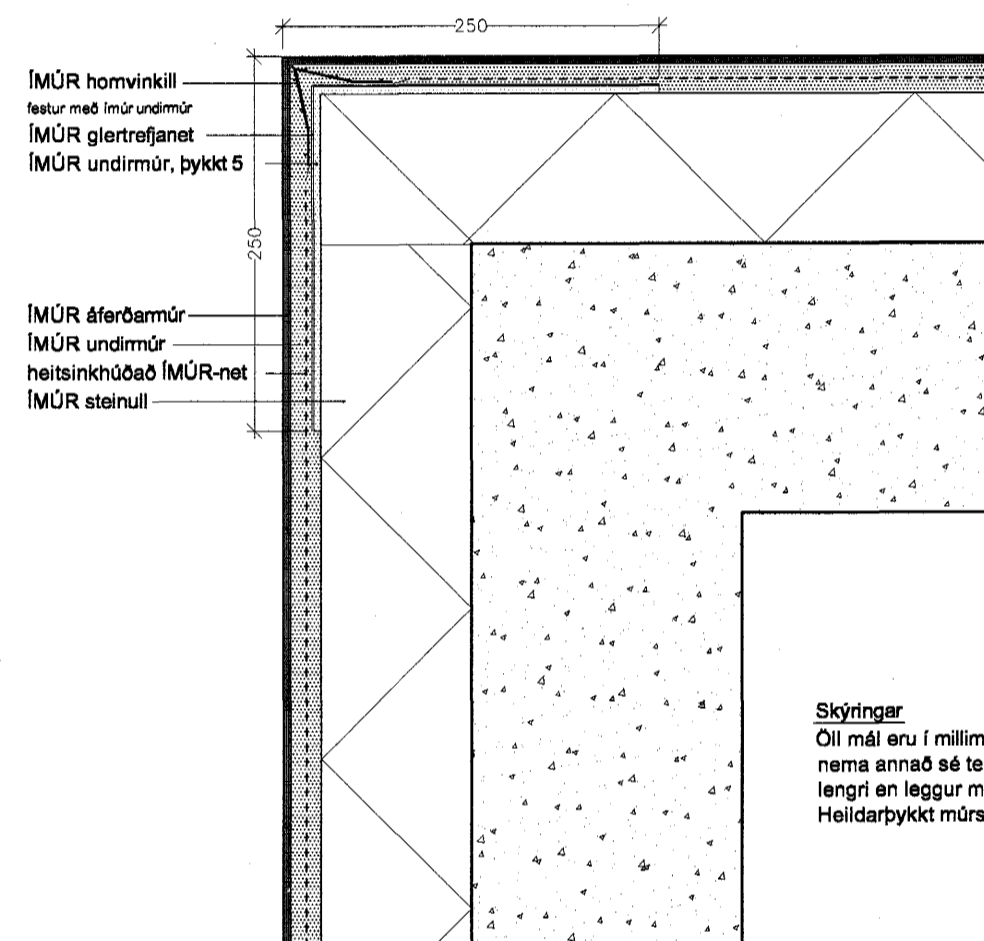 250
ÍMÚR hornvinkill
festur með ímúr undirmúr
ÍMÚR glertrefjanet
ÍMÚR undirmúr, þykkt 5
250
ÍMÚR áferðarmúr
ÍMÚR undirmúr
heitsinkhúðað ÍMÚR-net
ÍMÚR steinull
Skýringar
Öll mál eru í millim
nema annað sé te
lengri en leggur m
Heildarþykkt múrs